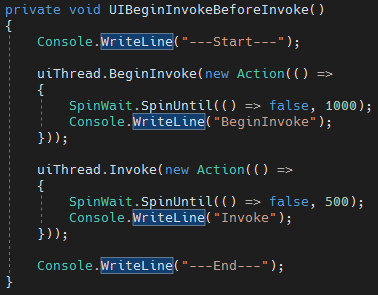 private void UIBeginInvokeBeforeInvoke()
{
    Console.WriteLine("---Start---");
    uiThread.BeginInvoke(new Action(() =>
    {
        SpinWait.SpinUntil(() => false, 1000);
        Console.WriteLine("BeginInvoke");
    }));
    uiThread.Invoke(new Action(() =>
    {
        SpinWait.SpinUntil(() => false, 500);
        Console.WriteLine("Invoke");
    }));
    Console.WriteLine("---End---");
}